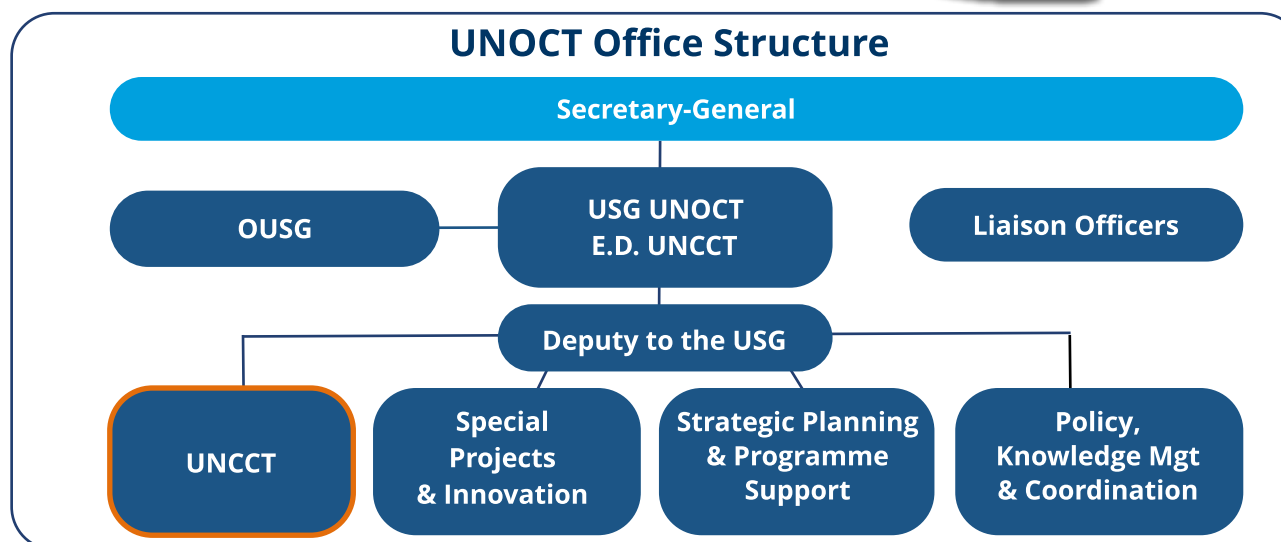 UNOCT Office Structure
Secretary-General
OUSG
USG UNOCT
E.D. UNCCT
Liaison Officers
Deputy to the USG
UNCCT
Special
Projects
& Innovation
Strategic Planning
& Programme
Support
Policy,
Knowledge Mgt
& Coordination